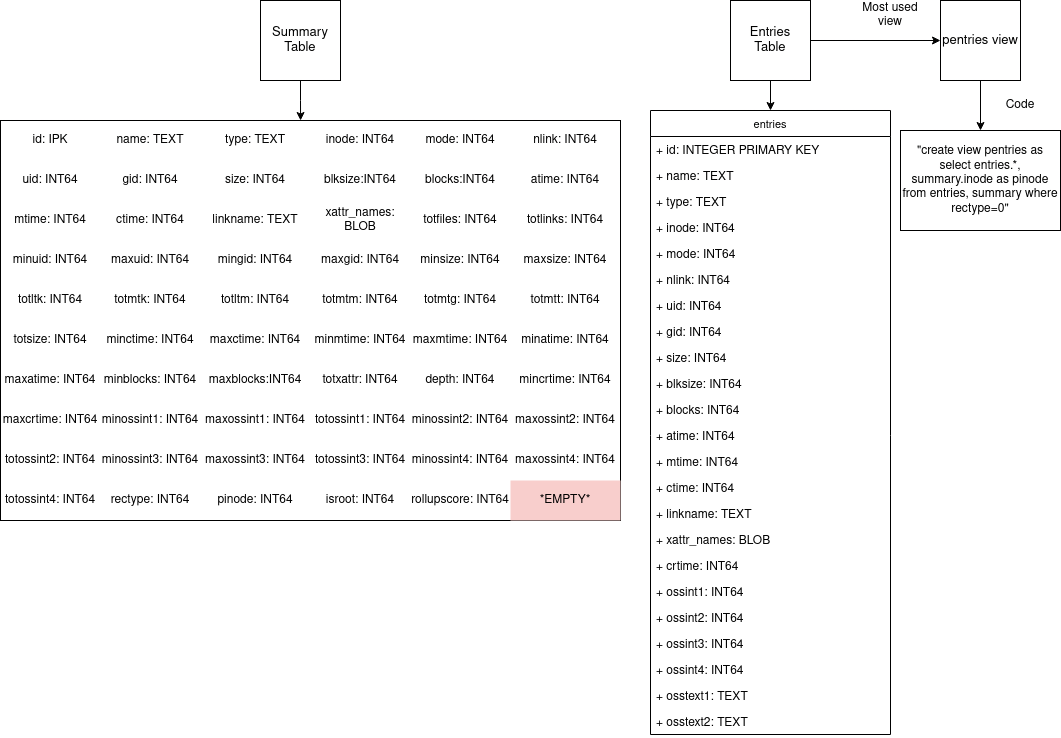 Summary
Table
id: IPK name: TEXT type: TEXT inode: INT64 mode: INT64 nlink: INT64
uid: INT64 gid: INT64 size: INT64 blksize:INT64 blocks:INT64 atime: INT64
mtime: INT64 ctime: INT64 linkname: TEXT xattr_names: BLOB totfiles: INT64 totlinks: INT64
minuid: INT64 maxuid: INT64 mingid: INT64 maxgid: INT64 minsize: INT64 maxsize: INT64
totltk: INT64 totmtk: INT64 totltm: INT64 totmtm: INT64 totmtg: INT64 totmtt: INT64
totsize: INT64 minctime: INT64 maxctime: INT64 minmtime: INT64 maxmtime: INT64 minatime: INT64
maxatime: INT64 minblocks: INT64 maxblocks:INT64 totxattr: INT64 depth: INT64 mincrtime: INT64
maxcrtime: INT64 minossint1: INT64 maxossint1: INT64 totossint1: INT64 minossint2: INT64 maxossint2: INT64
totossint2: INT64 minossint3: INT64 maxossint3: INT64 totossint3: INT64 minossint4: INT64 maxossint4: INT64
totossint4: INT64 rectype: INT64 pinode: INT64 isroot: INT64 rollupscore: INT64 *EMPTY*
Entries
Table
Most used
view
pentries view
Code
"create view pentries as
select entries.*,
summary.inode as pinode
from entries, summary where
rectype=0"
entries
+ id: INTEGER PRIMARY KEY
+ name: TEXT
+ type: TEXT
+ inode: INT64
+ mode: INT64
+ nlink: INT64
+ uid: INT64
+ gid: INT64
+ size: INT64
+ blksize: INT64
+ blocks: INT64
+ atime: INT64
+ mtime: INT64
+ ctime: INT64
+ linkname: TEXT
+ xattr_names: BLOB
+ crtime: INT64
+ ossint1: INT64
+ ossint2: INT64
+ ossint3: INT64
+ ossint4: INT64
+ osstext1: TEXT
+ osstext2: TEXT